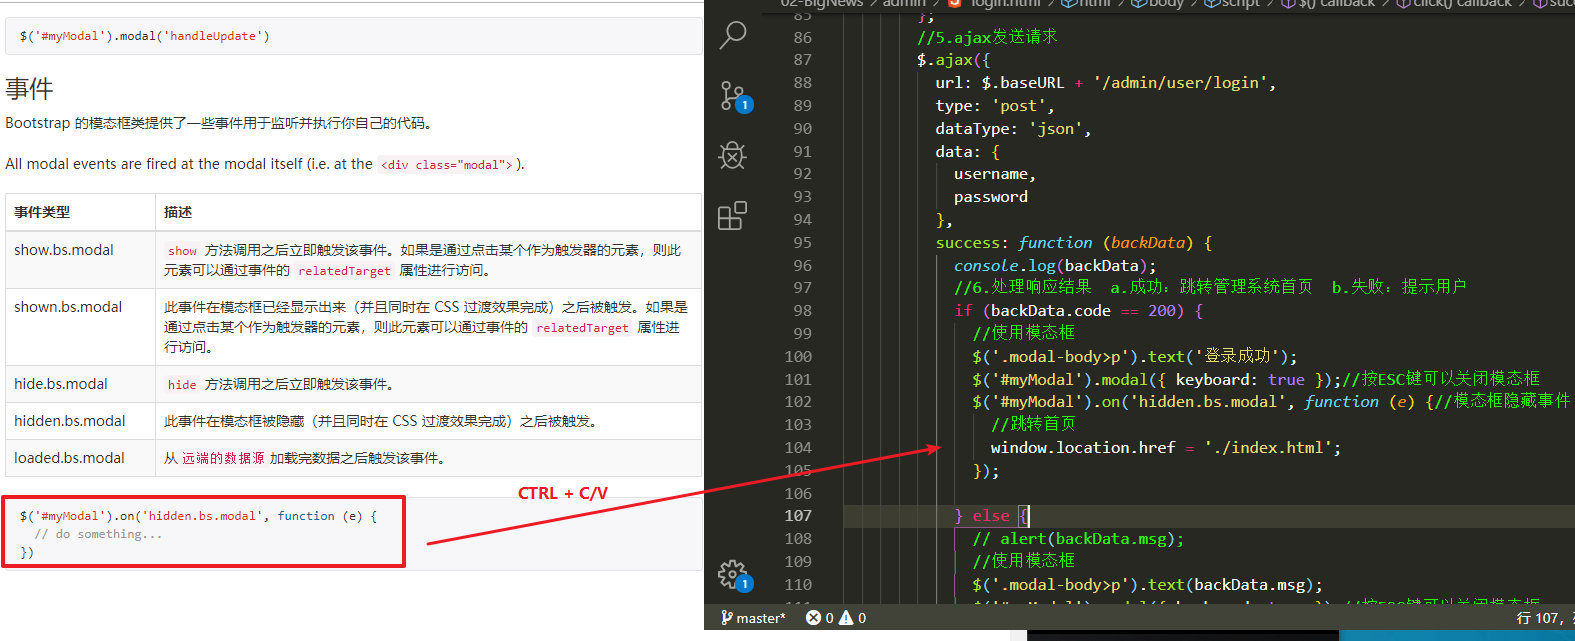 $('#myModal').modal('handleUpdate')
事件
Bootstrap 的模态框类提供了一些事件用于监听并执行你自己的代码。
All modal events are fired at the modal itself (i.e. at the <div class="modal">).
事件类型 描述
show.bs.modal show 方法调用之后立即触发该事件。如果是通过点击某个作为触发器的元素，则此
元素可以通过事件的 relatedTarget 属性进行访问。
shown.bs.modal 此事件在模态框已经显示出来（并且同时在 CSS 过渡效果完成）之后被触发。如果是
通过点击某个作为触发器的元素，则此元素可以通过事件的 relatedTarget 属性进
行访问。
hide.bs.modal hide 方法调用之后立即触发该事件。
hidden.bs.modal 此事件在模态框被隐藏（并且同时在 CSS 过渡效果完成）之后被触发。
loaded.bs.modal 从 远端的数据源 加载完数据之后触发该事件。
$('#myModal').on('hidden.bs.modal', function (e) {
// do something...
})
CTRL + C/V
02-BigNews / admin / login.html / html / body / script / $() callback / click() callback /
85 };
86 //5.ajax发送请求
87 $.ajax({
88 url: $.baseURL + '/admin/user/login',
89 type: 'post',
90 dataType: 'json',
91 data: {
92 username,
93 password
94 },
95 success: function (backData) {
96 console.log(backData);
97 //6.处理响应结果 a.成功：跳转管理系统首页 b.失败：提示用户
98 if (backData.code == 200) {
99 //使用模态框
100 $('.modal-body>p').text('登录成功');
101 $('#myModal').modal({ keyboard: true });//按ESC键可以关闭模态框
102 $('#myModal').on('hidden.bs.modal', function (e) {//模态框隐藏事件
103 //跳转首页
104 window.location.href = './index.html';
105 });
106
107 } else {
108 // alert(backData.msg);
109 //使用模态框
110 $('.modal-body>p').text(backData.msg);
1
1
master* 0 0 行 107,